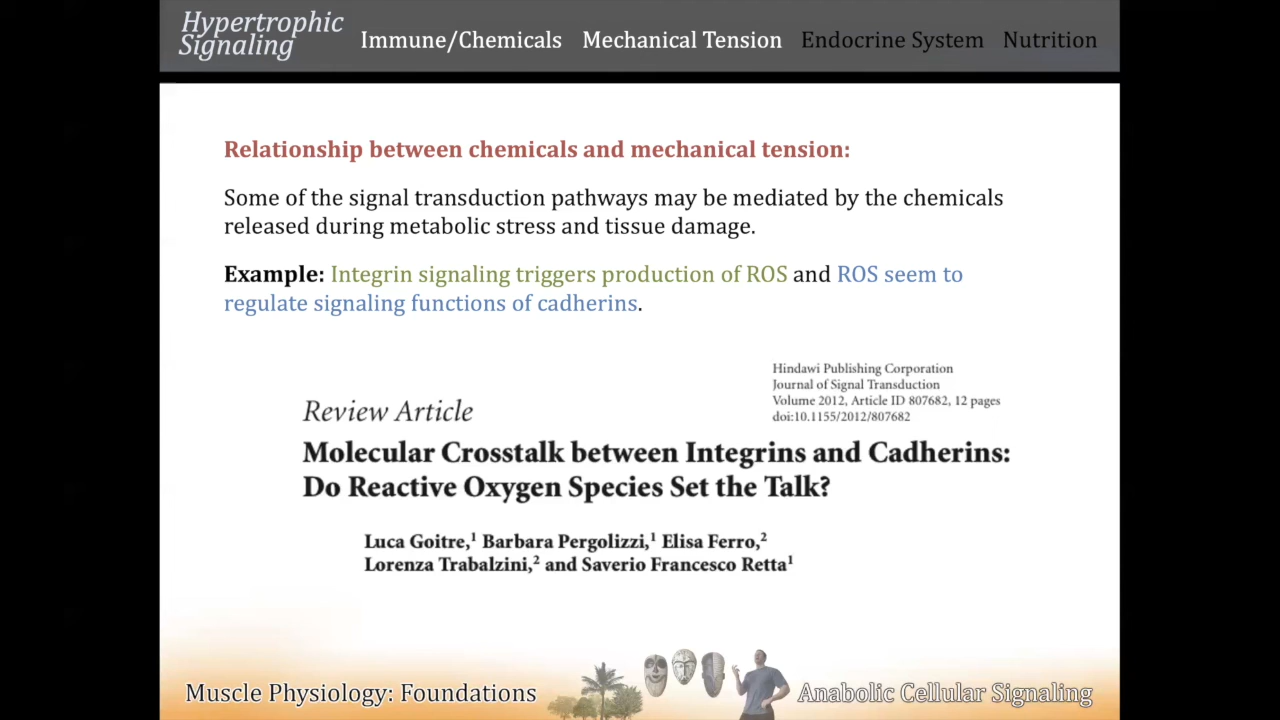 Hypertrophic
Signaling
Immune/Chemicals Mechanical Tension Endocrine System Nutrition
Relationship between chemicals and mechanical tension:
Some of the signal transduction pathways may be mediated by the chemicals
released during metabolic stress and tissue damage.
Example: Integrin signaling triggers production of ROS and ROS seem to
regulate signaling functions of cadherins.
Hindawi Publishing Corporation
Journal of Signal Transduction
Volume 2012, Article ID 807682, 12 pages
doi:10.1155/2012/807682
Review Article
Molecular Crosstalk between Integrins and Cadherins:
Do Reactive Oxygen Species Set the Talk?
Luca Goitre,¹ Barbara Pergolizzi,¹ Elisa Ferro,²
Lorenza Trabalzini,² and Saverio Francesco Retta¹
Muscle Physiology: Foundations
Anabolic Cellular Signaling